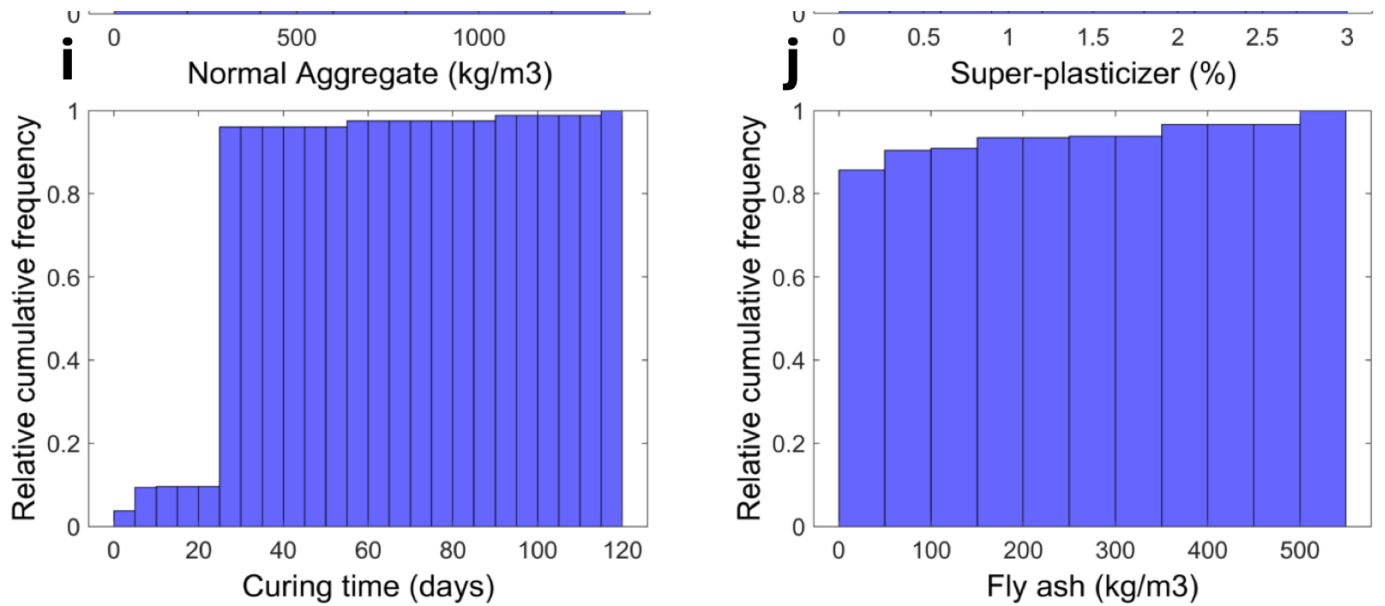 0
0 500 1000
i
Normal Aggregate (kg/m3)
0
0 0.5 1 1.5 2 2.5 3
j
Super-plasticizer (%)
1
0.8
0.6
0.4
0.2
0
Relative cumulative frequency
0 20 40 60 80 100 120
Curing time (days)
1
0.8
0.6
0.4
0.2
0
Relative cumulative frequency
0 100 200 300 400 500
Fly ash (kg/m3)